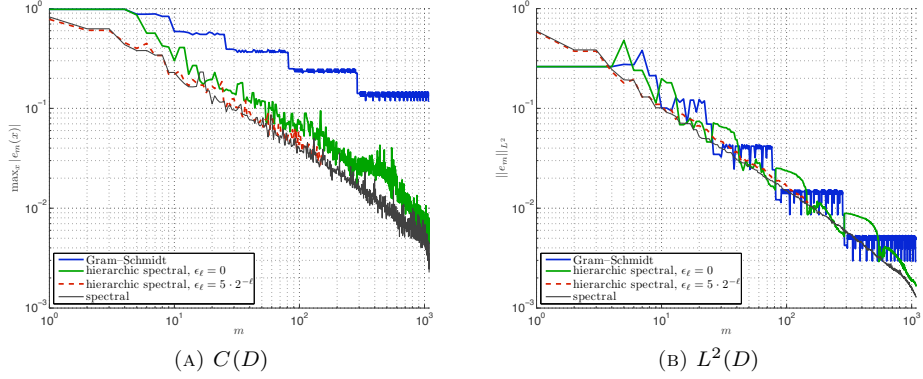 10^0
10^{-1}
10^{-2}
10^{-3}
10^0 10^1 10^2 10^3
max_x |e_m(x)|
m
Gram–Schmidt
hierarchic spectral, ϵ_ℓ = 0
hierarchic spectral, ϵ_ℓ = 5 · 2^{-ℓ}
spectral
(A) C(D)
10^0
10^{-1}
10^{-2}
10^{-3}
10^0 10^1 10^2 10^3
||e_m||_{L^2}
m
Gram–Schmidt
hierarchic spectral, ϵ_ℓ = 0
hierarchic spectral, ϵ_ℓ = 5 · 2^{-ℓ}
spectral
(B) L^2(D)